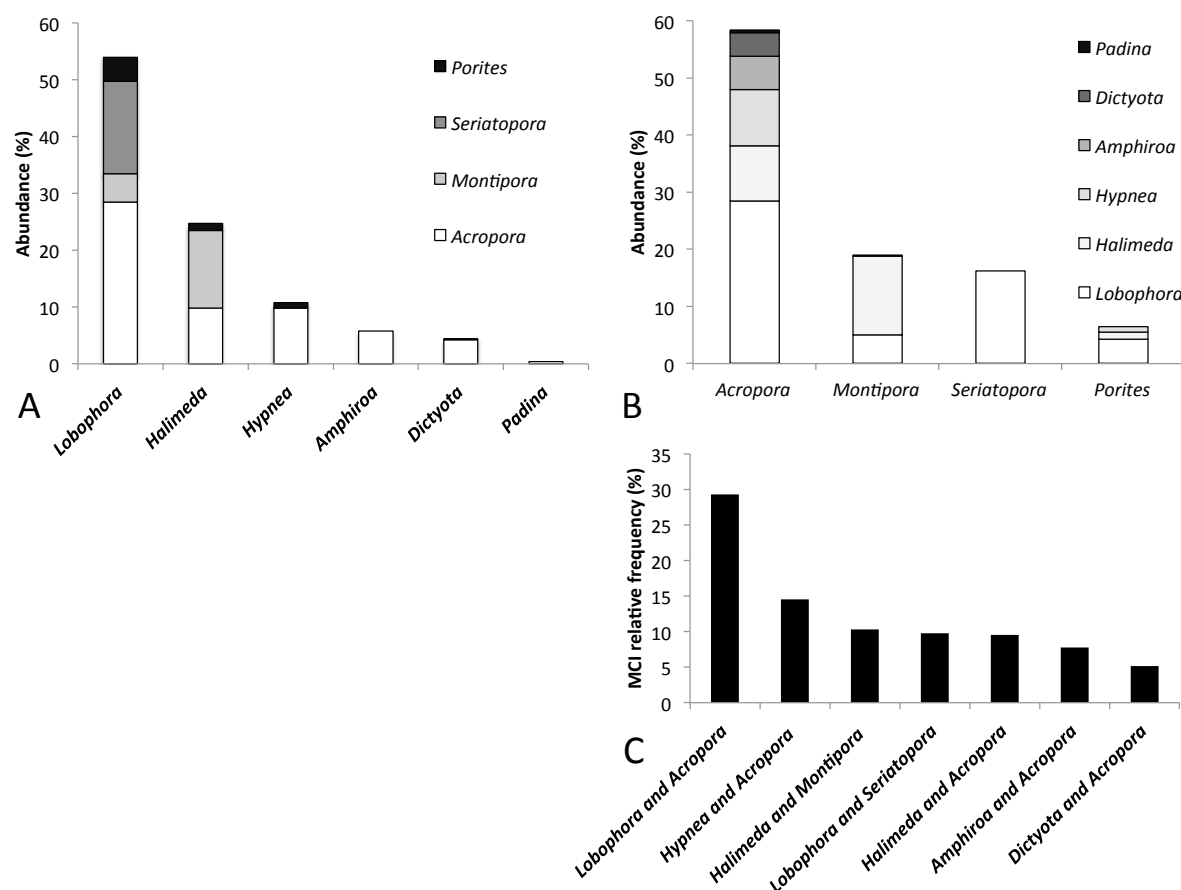 60
50
40
30
20
10
0
Abundance (%)
Porites
Seriatopora
Montipora
Acropora
A
Lobophora
Halimeda
Hypnea
Amphiroa
Dictyota
Padina
60
50
40
30
20
10
0
Abundance (%)
Padina
Dictyota
Amphiroa
Hypnea
Halimeda
Lobophora
B
Acropora
Montipora
Seriatopora
Porites
35
30
25
20
15
10
5
0
MCI relative frequency (%)
C
Lobophora and Acropora
Hypnea and Acropora
Halimeda and Montipora
Lobophora and Seriatopora
Halimeda and Acropora
Amphiroa and Acropora
Dictyota and Acropora